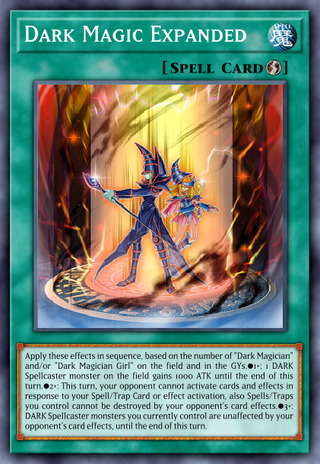 DARK MAGIC EXPANDED
魔
[SPELL CARD]
Apply these effects in sequence, based on the number of "Dark Magician"
and/or "Dark Magician Girl" on the field and in the GYs.●1+: 1 DARK
Spellcaster monster on the field gains 1000 ATK until the end of this
turn.●2+: This turn, your opponent cannot activate cards and effects in
response to your Spell/Trap Card or effect activation, also Spells/Traps
you control cannot be destroyed by your opponent's card effects.●3+:
DARK Spellcaster monsters you currently control are unaffected by your
opponent's card effects, until the end of this turn.